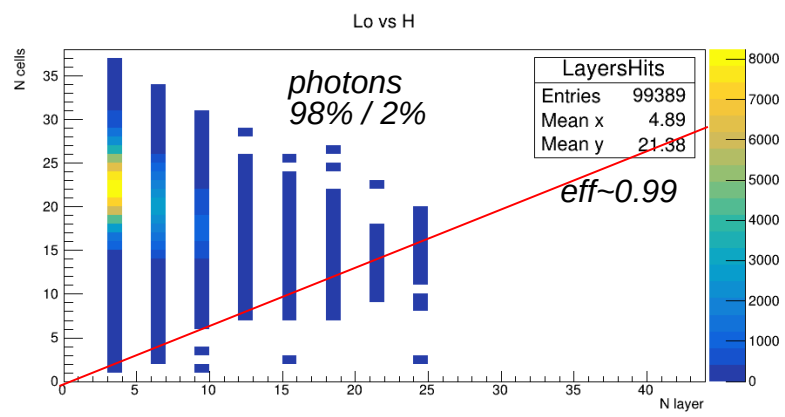 Lo vs H
N cells
photons
98% / 2%
LayersHits
Entries 99389
Mean x 4.89
Mean y 21.38
eff~0.99
35
30
25
20
15
10
5
0
0 5 10 15 20 25 30 35 40
N layer
8000
7000
6000
5000
4000
3000
2000
1000
0